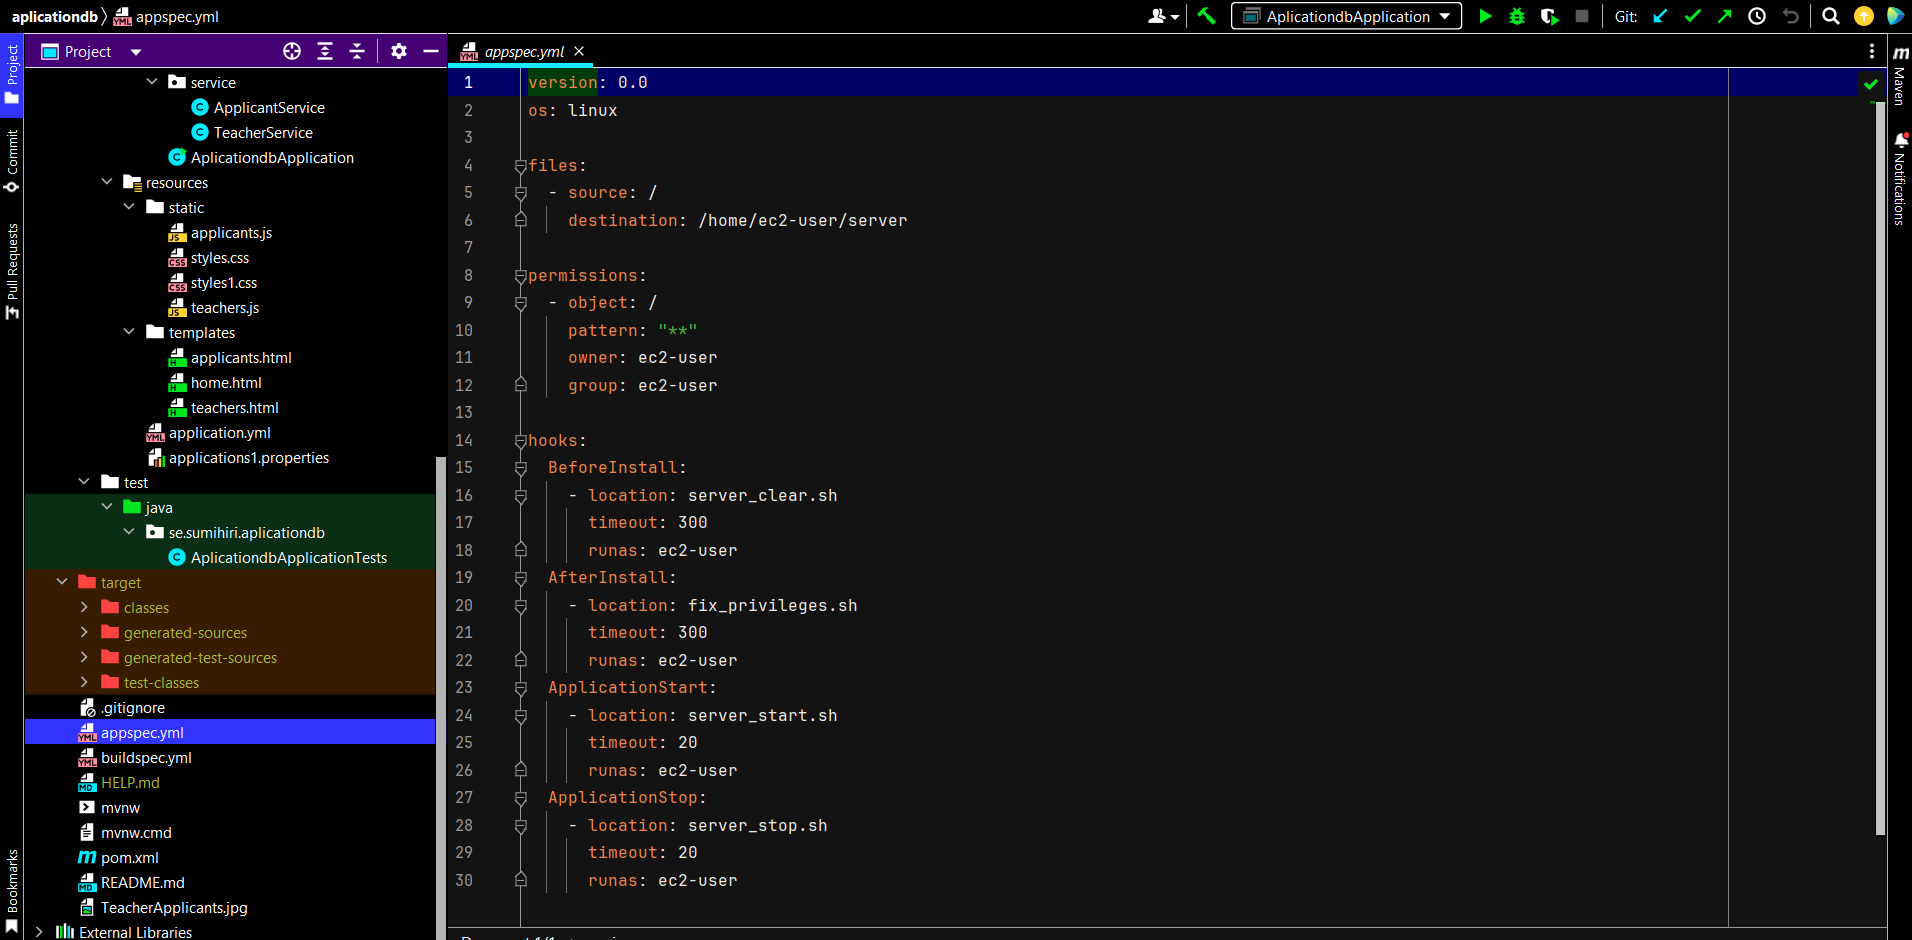 aplicationdb appspec.yml AplicationdbApplication Git:
Project
appspec.yml
service
ApplicantService
TeacherService
AplicationdbApplication
resources
static
applicants.js
styles.css
styles1.css
teachers.js
templates
applicants.html
home.html
teachers.html
application.yml
applications1.properties
test
java
se.sumihiri.aplicationdb
AplicationdbApplicationTests
target
classes
generated-sources
generated-test-sources
test-classes
.gitignore
appspec.yml
buildspec.yml
HELP.md
mvnw
mvnw.cmd
pom.xml
README.md
TeacherApplicants.jpg
External Libraries
Project
Commit
Pull Requests
Bookmarks
1 version: 0.0
2 os: linux
3
4 files:
5 - source: /
6 destination: /home/ec2-user/server
7
8 permissions:
9 - object: /
10 pattern: "**"
11 owner: ec2-user
12 group: ec2-user
13
14 hooks:
15 BeforeInstall:
16 - location: server_clear.sh
17 timeout: 300
18 runas: ec2-user
19 AfterInstall:
20 - location: fix_privileges.sh
21 timeout: 300
22 runas: ec2-user
23 ApplicationStart:
24 - location: server_start.sh
25 timeout: 20
26 runas: ec2-user
27 ApplicationStop:
28 - location: server_stop.sh
29 timeout: 20
30 runas: ec2-user
Maven
Notifications